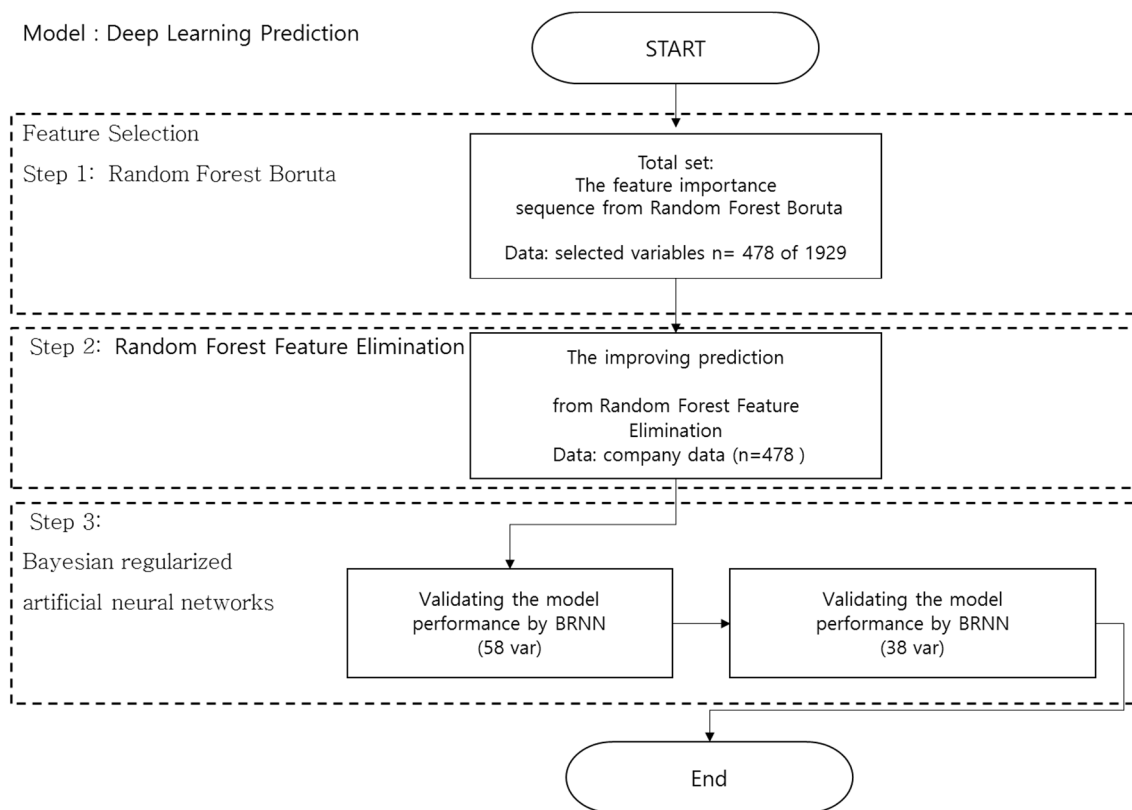 Model : Deep Learning Prediction
START
Feature Selection
Step 1: Random Forest Boruta
Total set:
The feature importance
sequence from Random Forest Boruta
Data: selected variables n= 478 of 1929
Step 2: Random Forest Feature Elimination
The improving prediction
from Random Forest Feature
Elimination
Data: company data (n=478 )
Step 3:
Bayesian regularized
artificial neural networks
Validating the model
performance by BRNN
(58 var)
Validating the model
performance by BRNN
(38 var)
End